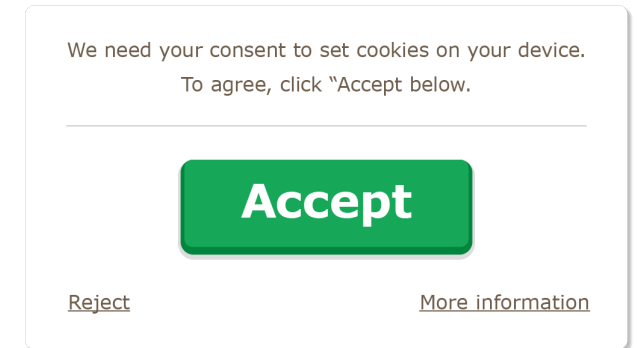 We need your consent to set cookies on your device.
To agree, click “Accept below.
Accept
Reject
More information